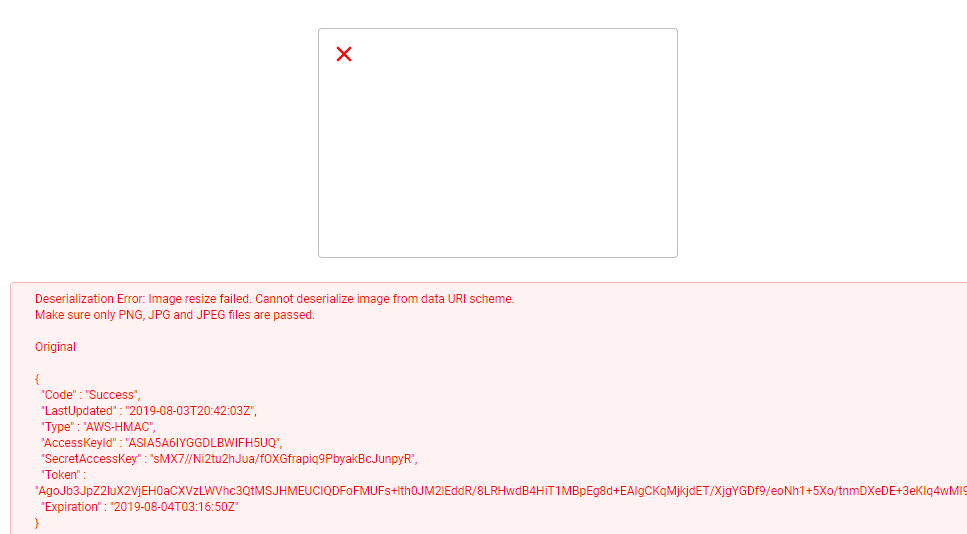 Deserialization Error: Image resize failed. Cannot deserialize image from data URI scheme.
Make sure only PNG, JPG and JPEG files are passed.
Original
{
"Code" : "Success",
"LastUpdated" : "2019-08-03T20:42:03Z",
"Type" : "AWS-HMAC",
"AccessKeyId" : "ASIA5A6IYGGDLBWIFH5UQ",
"SecretAccessKey" : "sMX7//Ni2tu2hJua/fOXGfrapiq9PbyakBcJunpyR",
"Token" :
"AgoJb3JpZ2luX2VjEH0aCXVzLWVhc3QtMSJHMEUCIQDFoFMUFs+lth0JM2lEddR/8LRHwdB4HiT1MBpEg8d+EAIgCKqMjkjdET/XjgYGDf9/eoNh1+5Xo/tnmDXeDE+3eKIq4wMI9
"Expiration" : "2019-08-04T03:16:50Z"
}